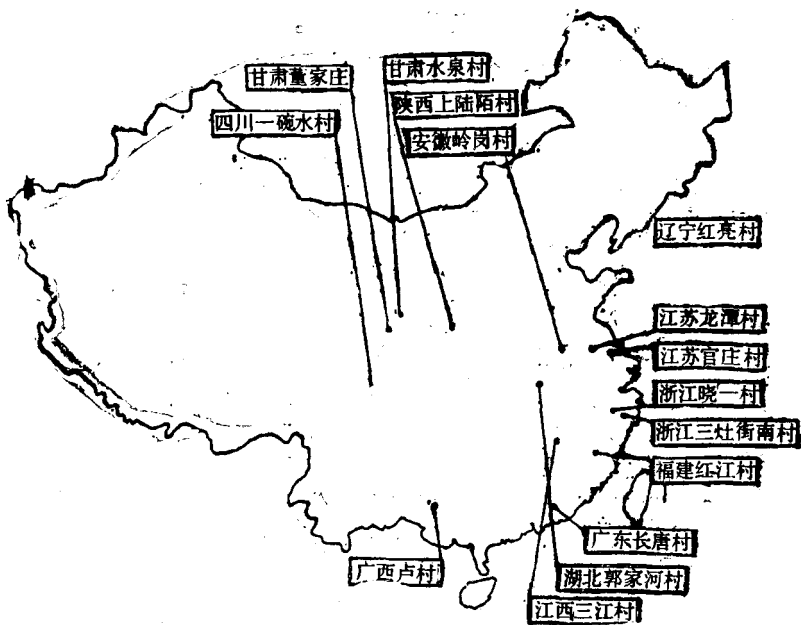 甘肃董家庄
甘肃水泉村
陕西上陆陌村
四川一碗水村
安徽岭岗村
辽宁红亮村
江苏龙潭村
江苏官庄村
浙江晓一村
浙江三灶街南村
福建红江村
广东长唐村
广西卢村
湖北郭家河村
江西三江村